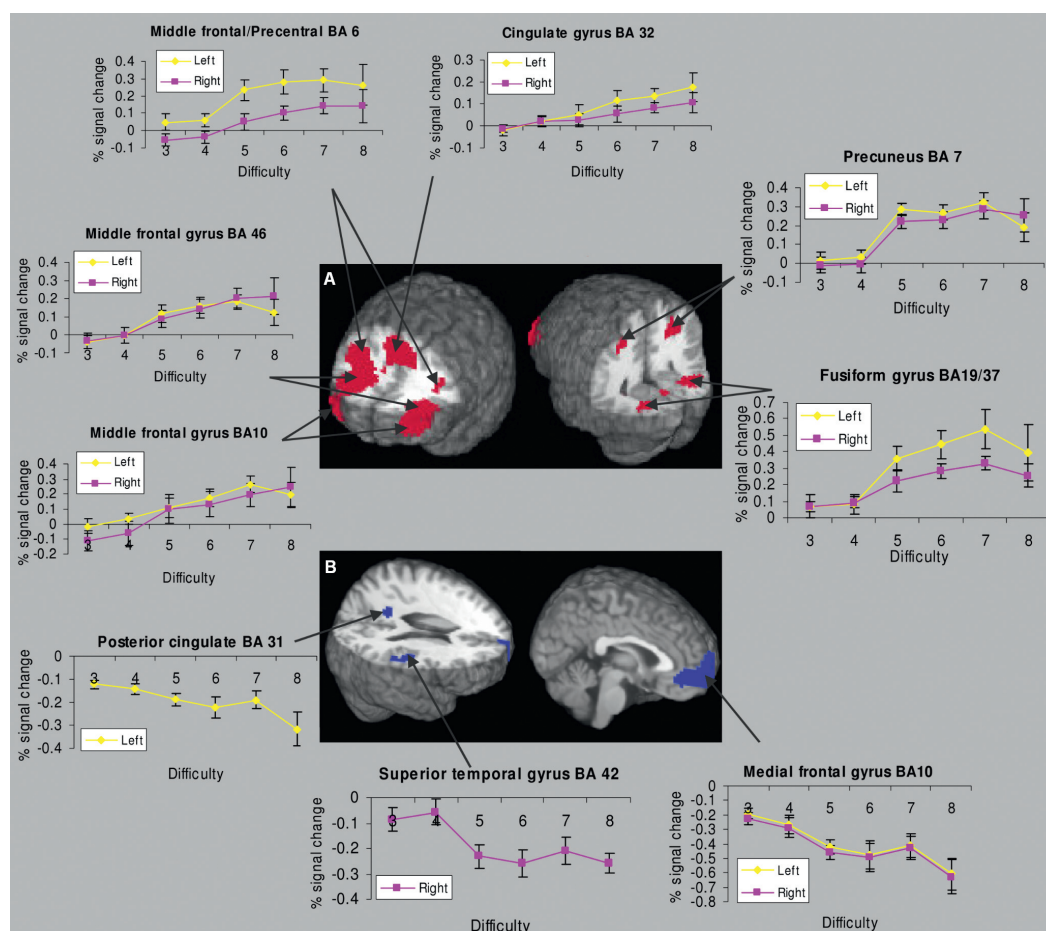 Middle frontal/Precentral BA 6
% signal change
0.4
0.3
0.2
0.1
0
-0.1
Left
Right
3 4 5 6 7 8
Difficulty
Cingulate gyrus BA 32
% signal change
0.3
0.2
0.1
0
-0.1
Left
Right
3 4 5 6 7 8
Difficulty
Precuneus BA 7
% signal change
0.4
0.3
0.2
0.1
0
-0.1
Left
Right
3 4 5 6 7 8
Difficulty
Middle frontal gyrus BA 46
% signal change
0.4
0.3
0.2
0.1
0
-0.1
Left
Right
3 4 5 6 7 8
Difficulty
A
Fusiform gyrus BA19/37
% signal change
0.7
0.6
0.5
0.4
0.3
0.2
0.1
0
Left
Right
3 4 5 6 7 8
Difficulty
Middle frontal gyrus BA10
% signal change
0.4
0.3
0.2
0.1
0
-0.1
-0.2
Left
Right
3 4 5 6 7 8
Difficulty
B
Posterior cingulate BA 31
% signal change
0
-0.1
-0.2
-0.3
-0.4
3 4 5 6 7 8
Left
Difficulty
Superior temporal gyrus BA 42
% signal change
0
-0.1
-0.2
-0.3
-0.4
3 4 5 6 7 8
Right
Difficulty
Medial frontal gyrus BA10
% signal change
0
-0.1
-0.2
-0.3
-0.4
-0.5
-0.6
-0.7
-0.8
3 4 5 6 7 8
Left
Right
Difficulty